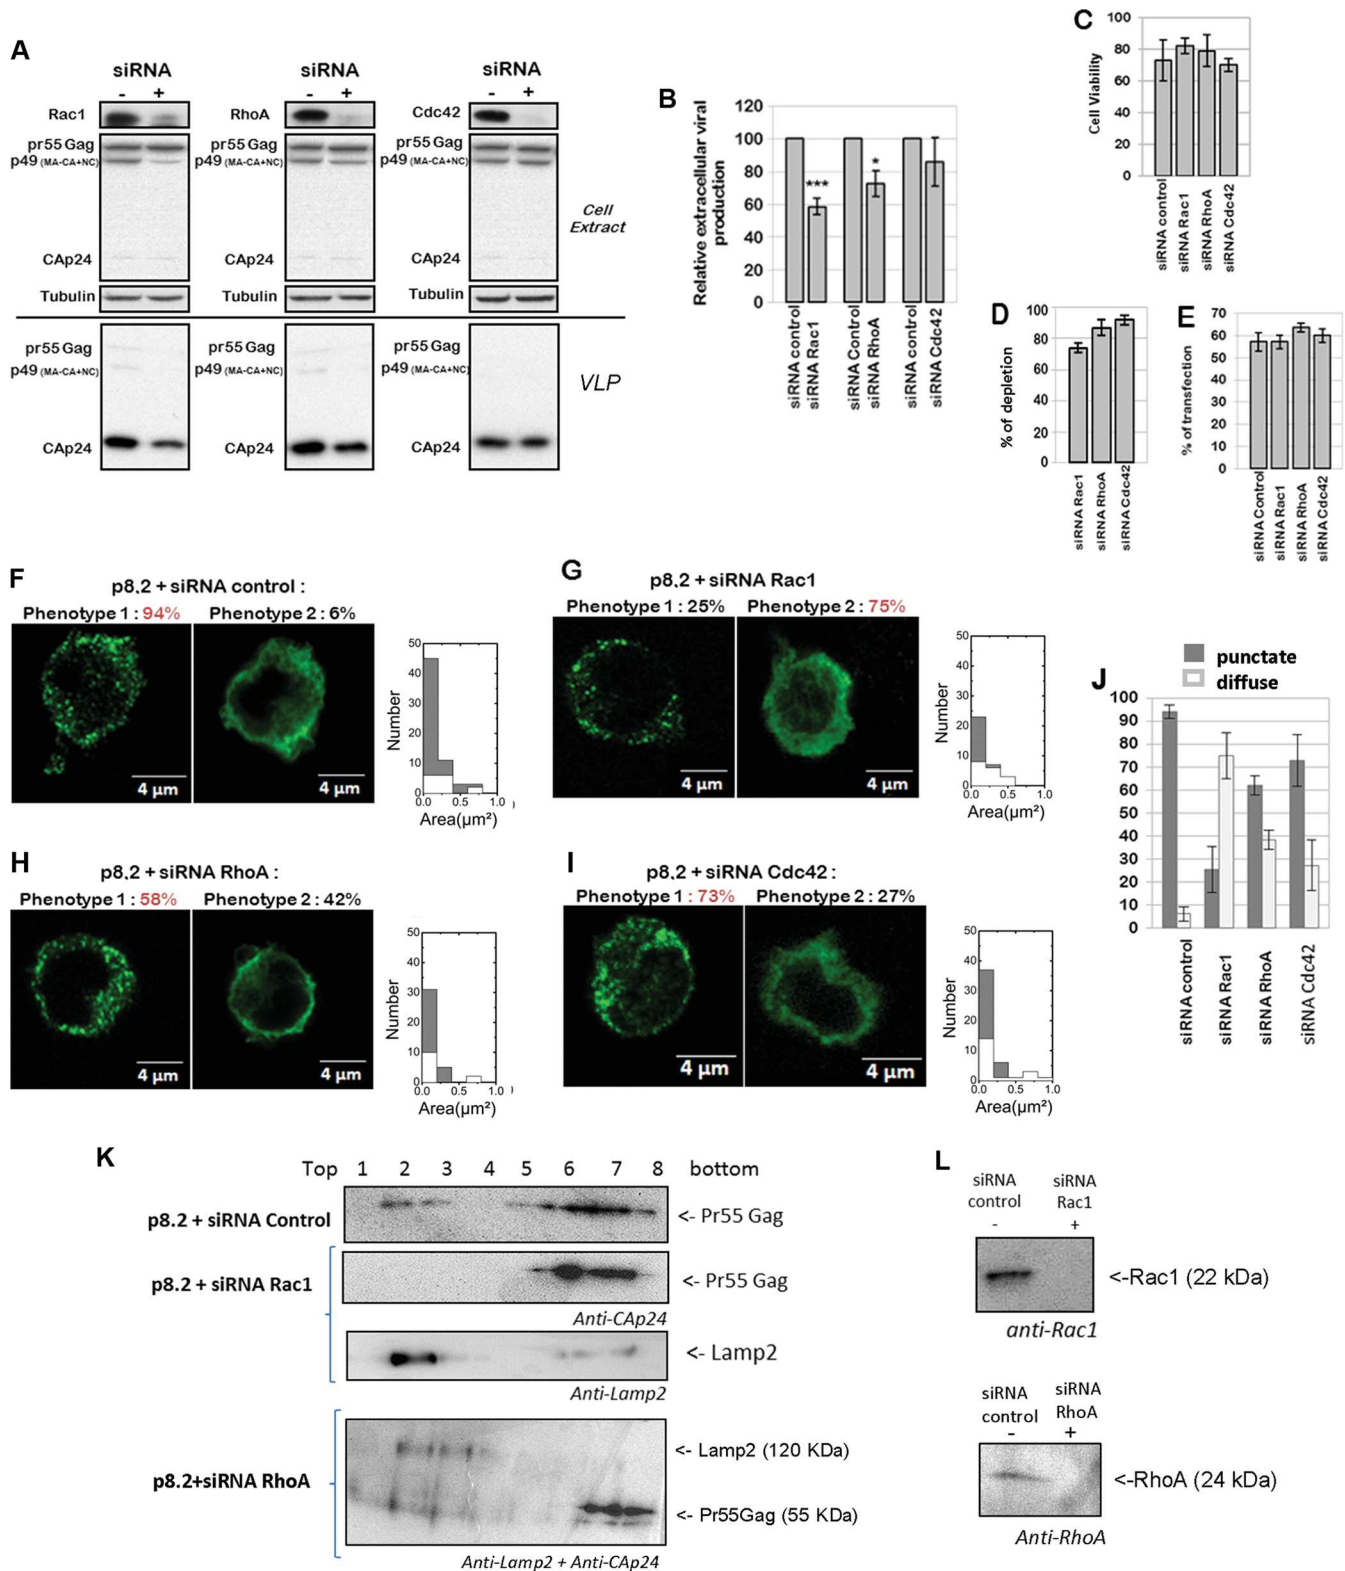 A
siRNA siRNA siRNA
- + - + - +
Rac1 RhoA Cdc42
pr55 Gag pr55 Gag pr55 Gag
p49 (MA-CA+NC) p49 (MA-CA+NC) p49 (MA-CA+NC)
Cell Extract
CAp24 CAp24 CAp24
Tubulin Tubulin Tubulin
pr55 Gag pr55 Gag pr55 Gag
p49 (MA-CA+NC) p49 (MA-CA+NC) p49 (MA-CA+NC)
VLP
CAp24 CAp24 CAp24
B
Relative extracellular viral production
120
100
80
60
40
20
0
*** *
siRNA Control siRNA Rac1 siRNA Control siRNA RhoA siRNA Control siRNA Cdc42
C
Cell Viability
100
80
60
40
20
0
siRNA control siRNA Rac1 siRNA RhoA siRNA Cdc42
D
% of depletion
100
80
60
40
20
0
siRNA Rac1 siRNA RhoA siRNA Cdc42
E
% of transfection
70
60
50
40
30
20
10
0
siRNA Control siRNA Rac1 siRNA RhoA siRNA Cdc42
F
p8.2 + siRNA control :
Phenotype 1 : 94% Phenotype 2 : 6%
4 µm 4 µm
Number
50
40
30
20
10
0
0.0 0.5 1.0
Area(µm²)
G
p8.2 + siRNA Rac1
Phenotype 1 : 25% Phenotype 2 : 75%
4 µm 4 µm
Number
50
40
30
20
10
0
0.0 0.5 1.0
Area(µm²)
H
p8.2 + siRNA RhoA :
Phenotype 1 : 58% Phenotype 2 : 42%
4 µm 4 µm
Number
50
40
30
20
10
0
0.0 0.5 1.0
Area(µm²)
I
p8.2 + siRNA Cdc42 :
Phenotype 1 : 73% Phenotype 2 : 27%
4 µm 4 µm
Number
50
40
30
20
10
0
0.0 0.5 1.0
Area(µm²)
J
punctate
diffuse
100
90
80
70
60
50
40
30
20
10
0
siRNA control siRNA Rac1 siRNA RhoA siRNA Cdc42
K
Top 1 2 3 4 5 6 7 8 bottom
p8.2 + siRNA Control <- Pr55 Gag
p8.2 + siRNA Rac1 <- Pr55 Gag
Anti-CAp24
<- Lamp2
Anti-Lamp2
<- Lamp2 (120 KDa)
p8.2+siRNA RhoA
<- Pr55Gag (55 KDa)
Anti-Lamp2 + Anti-CAp24
L
siRNA control siRNA Rac1
- +
<-Rac1 (22 kDa)
anti-Rac1
siRNA control siRNA RhoA
- +
<-RhoA (24 kDa)
Anti-RhoA